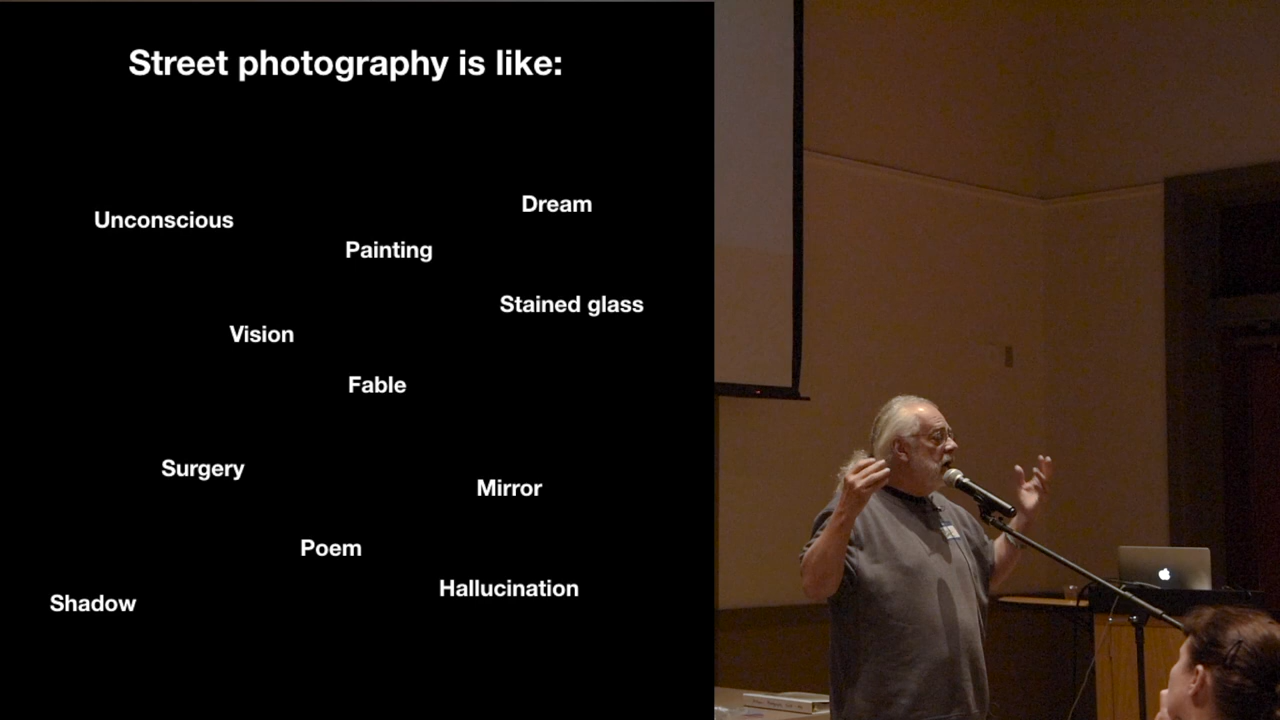 Street photography is like:
Dream
Unconscious
Painting
Stained glass
Vision
Fable
Surgery
Mirror
Poem
Hallucination
Shadow